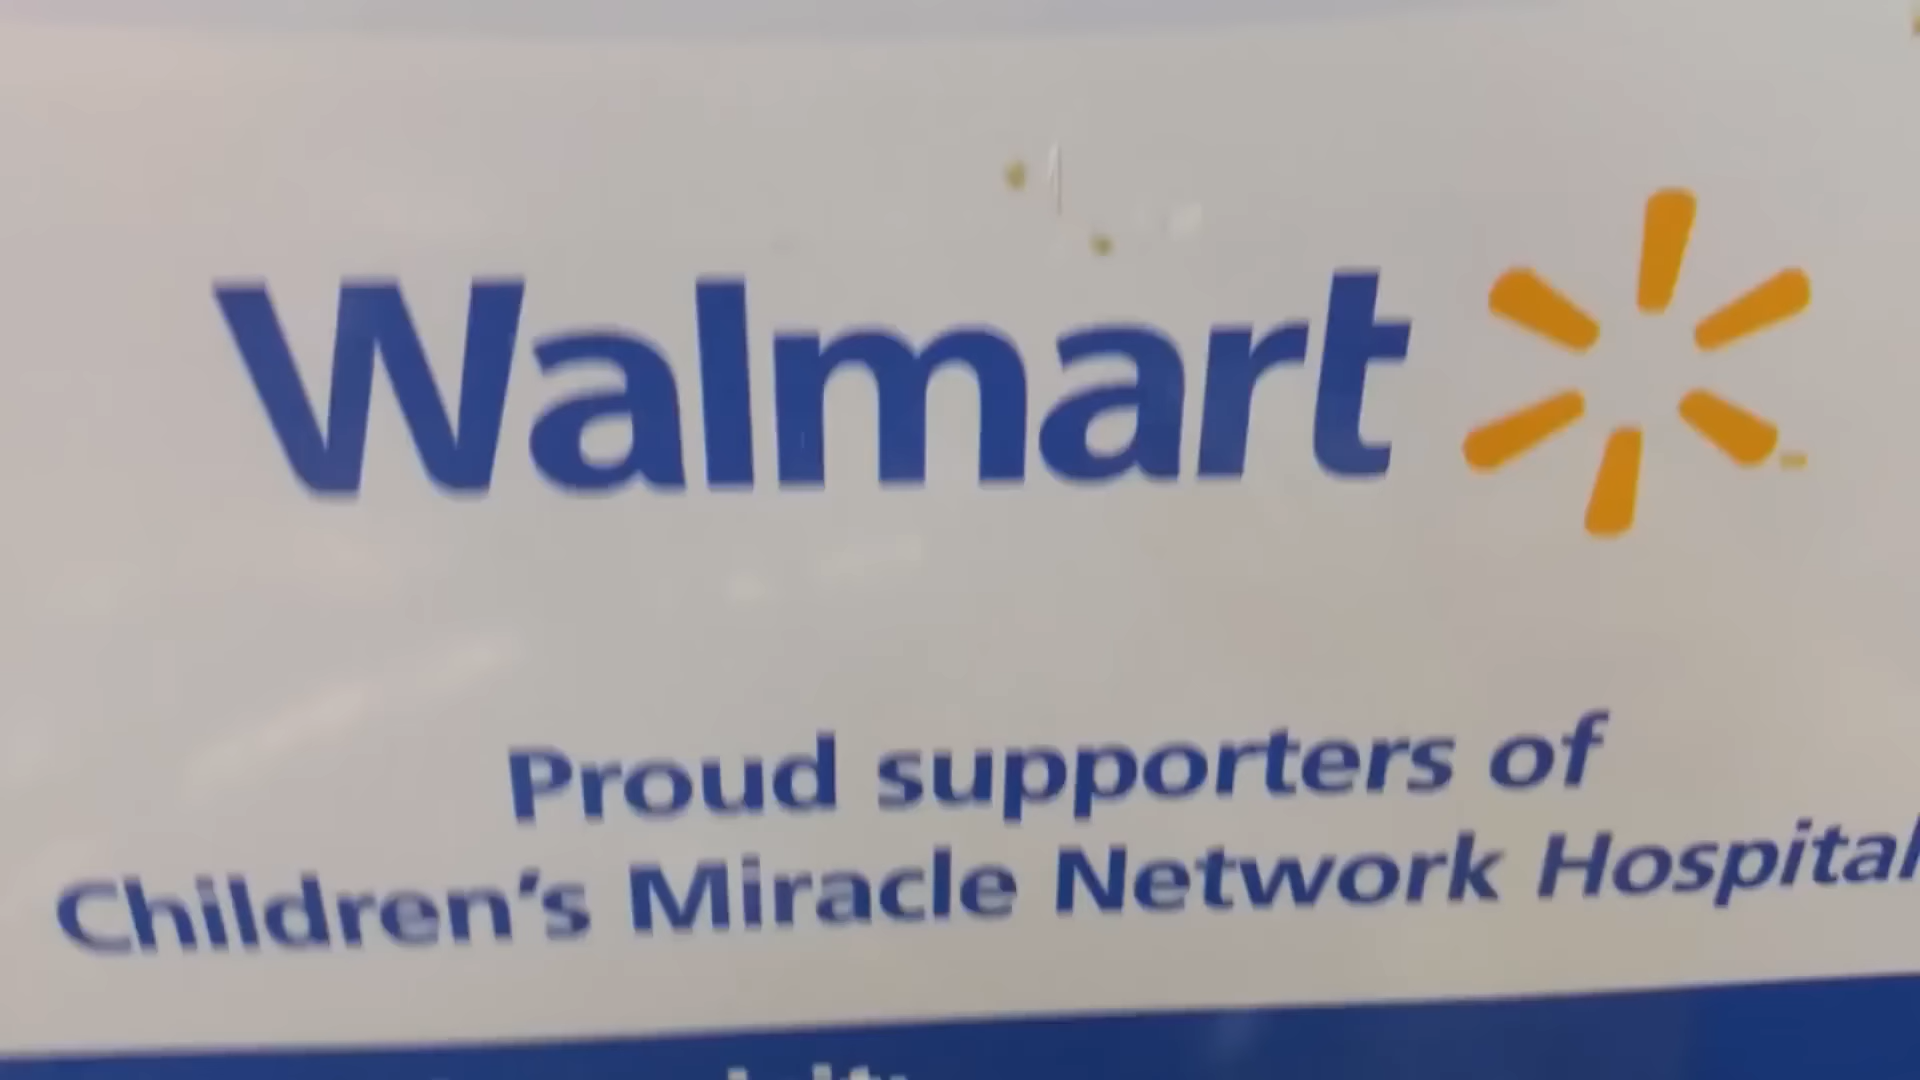 Walmart
Proud supporters of
Children's Miracle Network Hospital